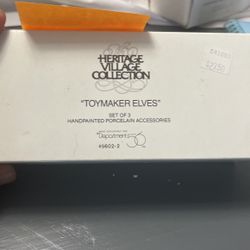 HERITAGE
VILLAGE
COLLECTION
"TOYMAKER ELVES"
SET OF 3
HANDPAINTED PORCELAIN ACCESSORIES
Department 56
#5602-2